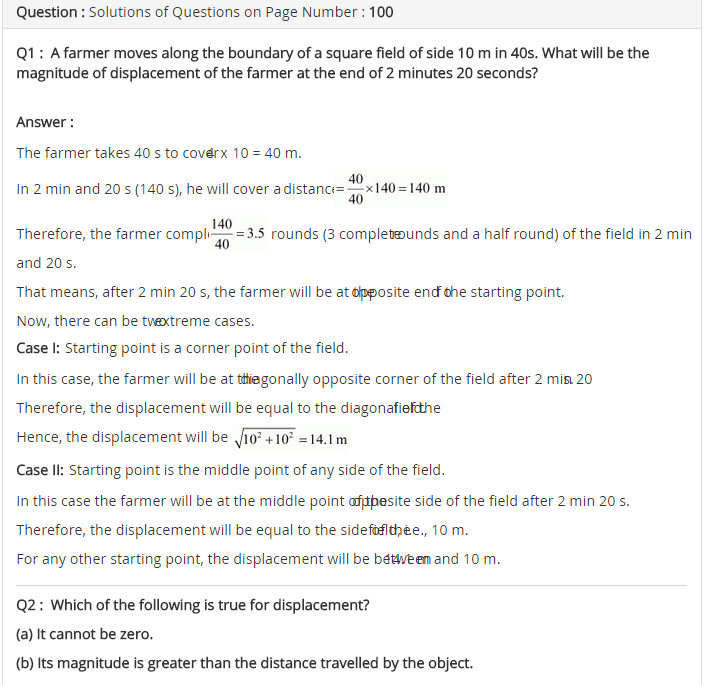 Question : Solutions of Questions on Page Number : 100
Q1 : A farmer moves along the boundary of a square field of side 10 m in 40s. What will be the
magnitude of displacement of the farmer at the end of 2 minutes 20 seconds?
Answer :
The farmer takes 40 s to cover 4 x 10 = 40 m.
In 2 min and 20 s (140 s), he will cover a distance = 40/40 × 140 = 140 m
Therefore, the farmer compl 140/40 = 3.5 rounds (3 complete rounds and a half round) of the field in 2 min
and 20 s.
That means, after 2 min 20 s, the farmer will be at the opposite end of the starting point.
Now, there can be two extreme cases.
Case I: Starting point is a corner point of the field.
In this case, the farmer will be at the diagonally opposite corner of the field after 2 min 20 s.
Therefore, the displacement will be equal to the diagonal of the field.
Hence, the displacement will be √10² + 10² = 14.1 m
Case II: Starting point is the middle point of any side of the field.
In this case the farmer will be at the middle point of the opposite side of the field after 2 min 20 s.
Therefore, the displacement will be equal to the side of the field, i.e., 10 m.
For any other starting point, the displacement will be between 14.1 m and 10 m.
Q2 : Which of the following is true for displacement?
(a) It cannot be zero.
(b) Its magnitude is greater than the distance travelled by the object.